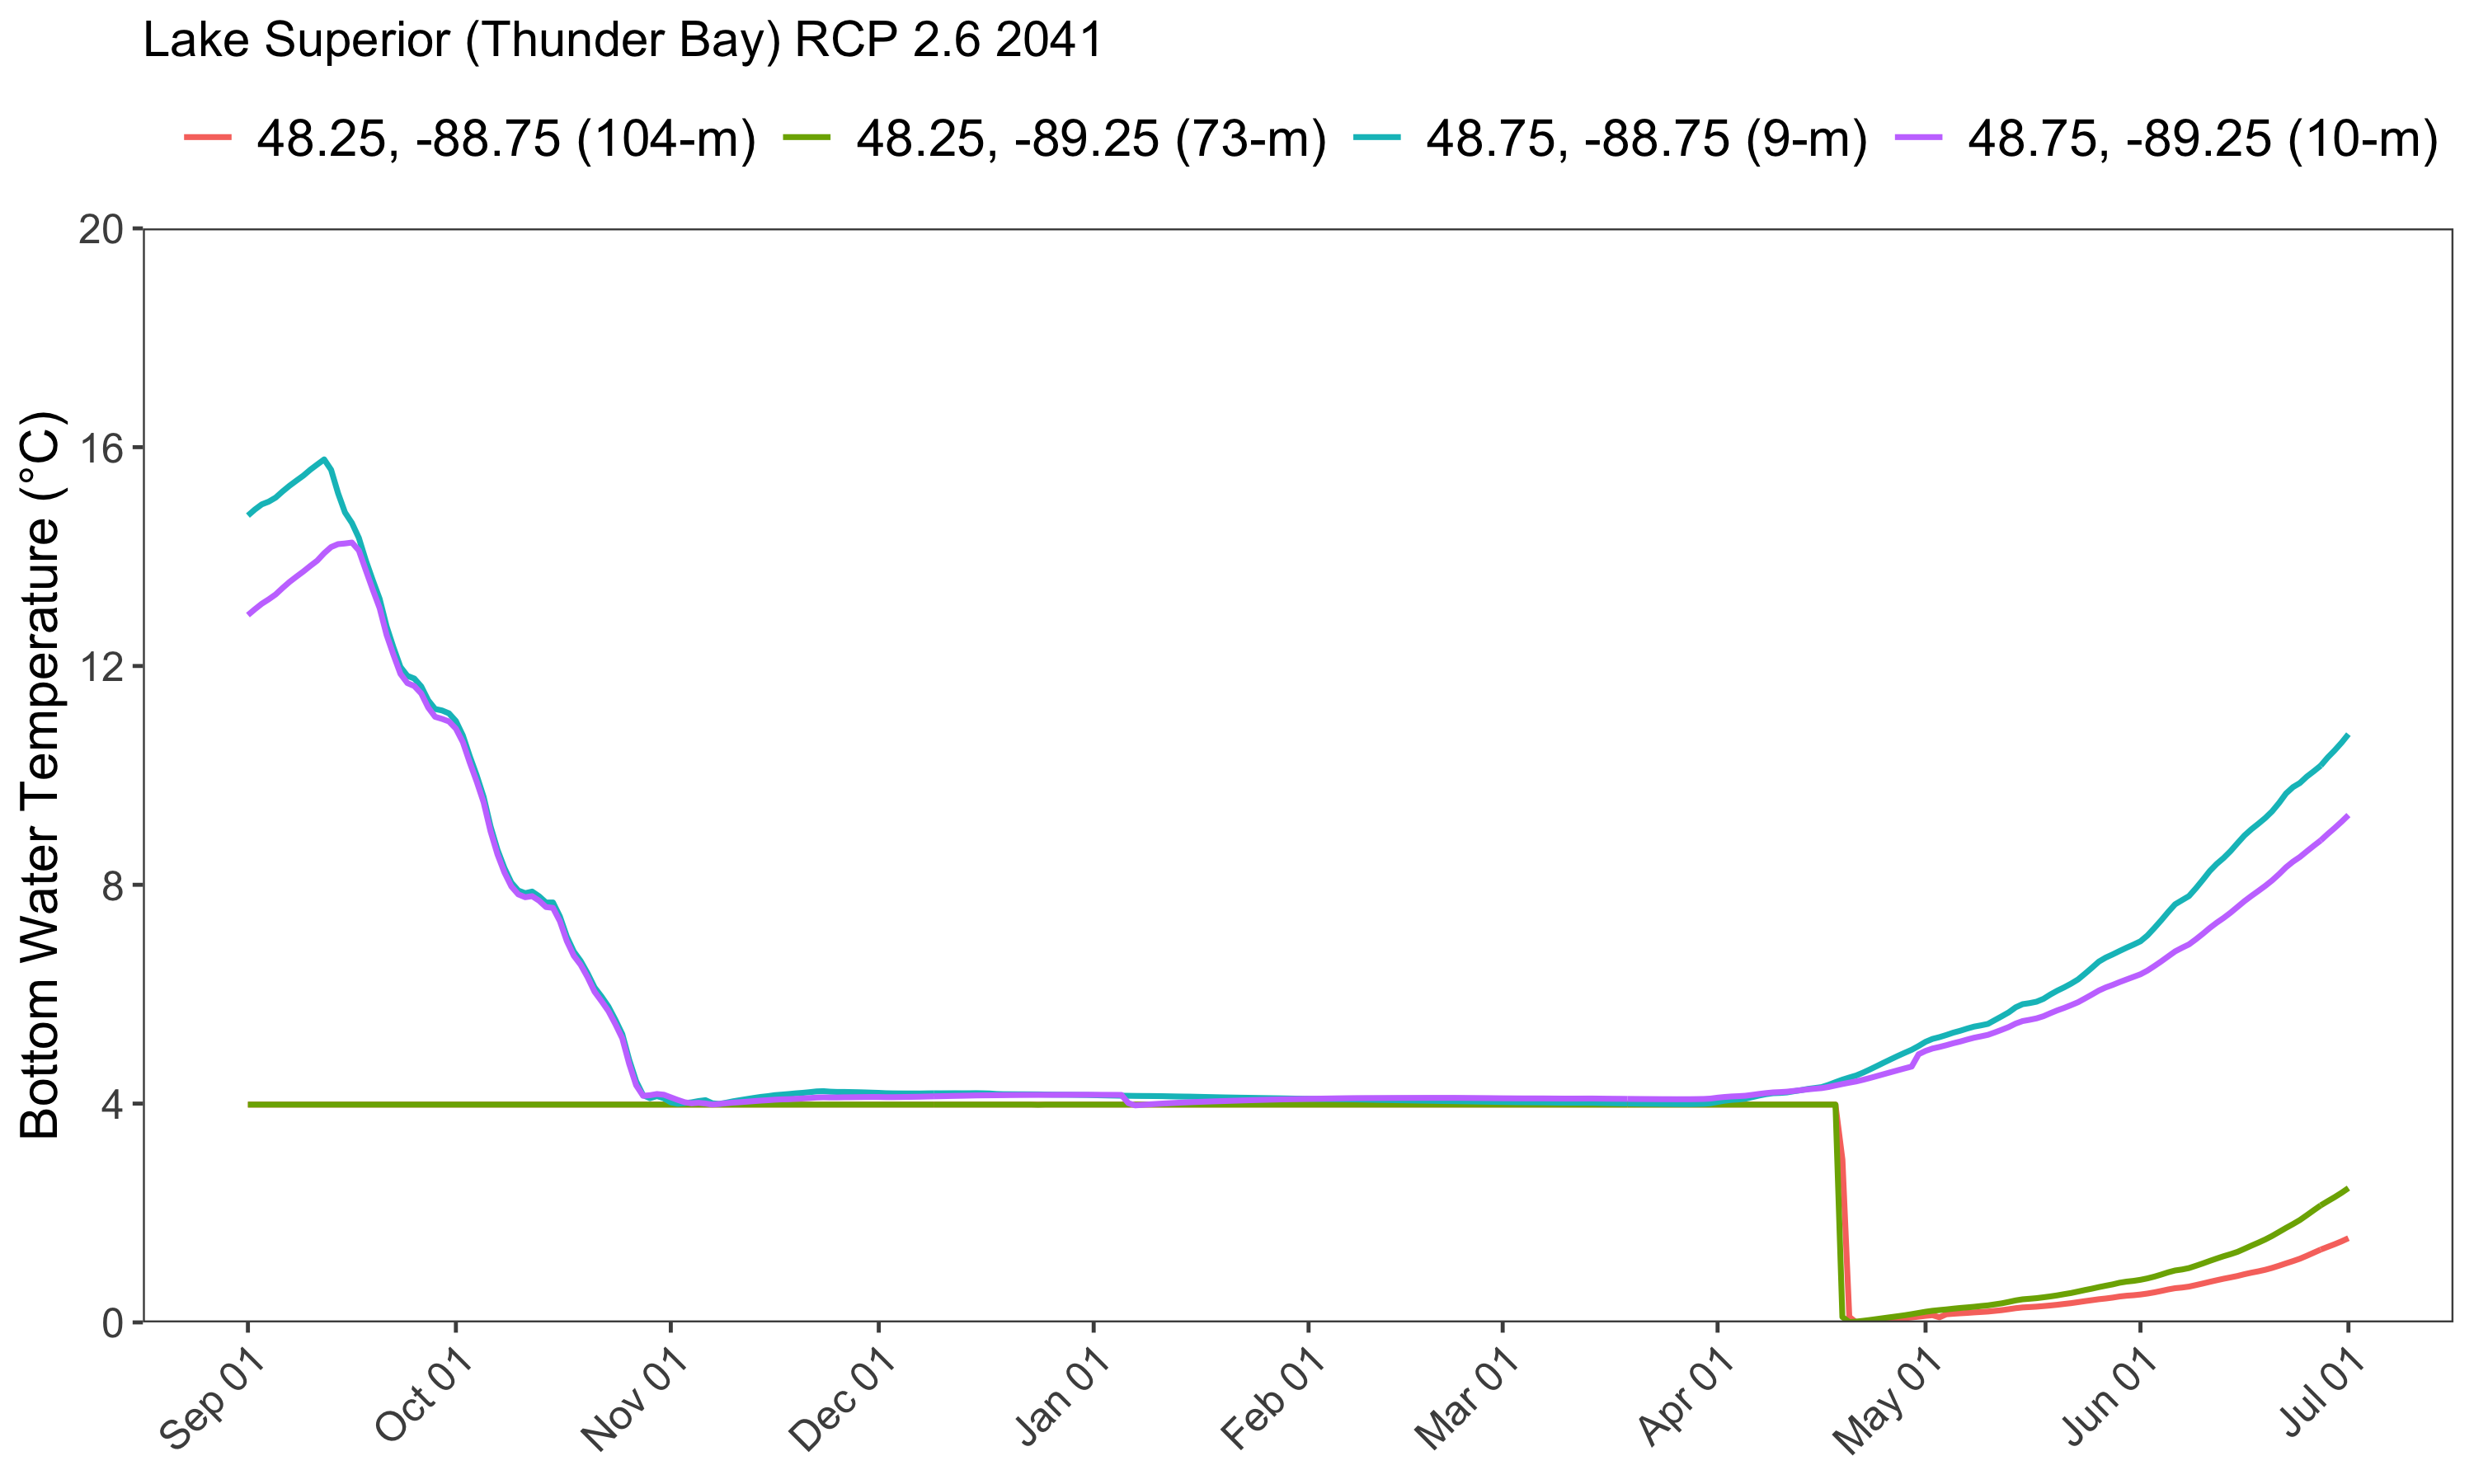 Lake Superior (Thunder Bay) RCP 2.6 2041
48.25, -88.75 (104-m) 48.25, -89.25 (73-m) 48.75, -88.75 (9-m) 48.75, -89.25 (10-m)
Bottom Water Temperature (°C)
20
16
12
8
4
0
Sep 01 Oct 01 Nov 01 Dec 01 Jan 01 Feb 01 Mar 01 Apr 01 May 01 Jun 01 Jul 01